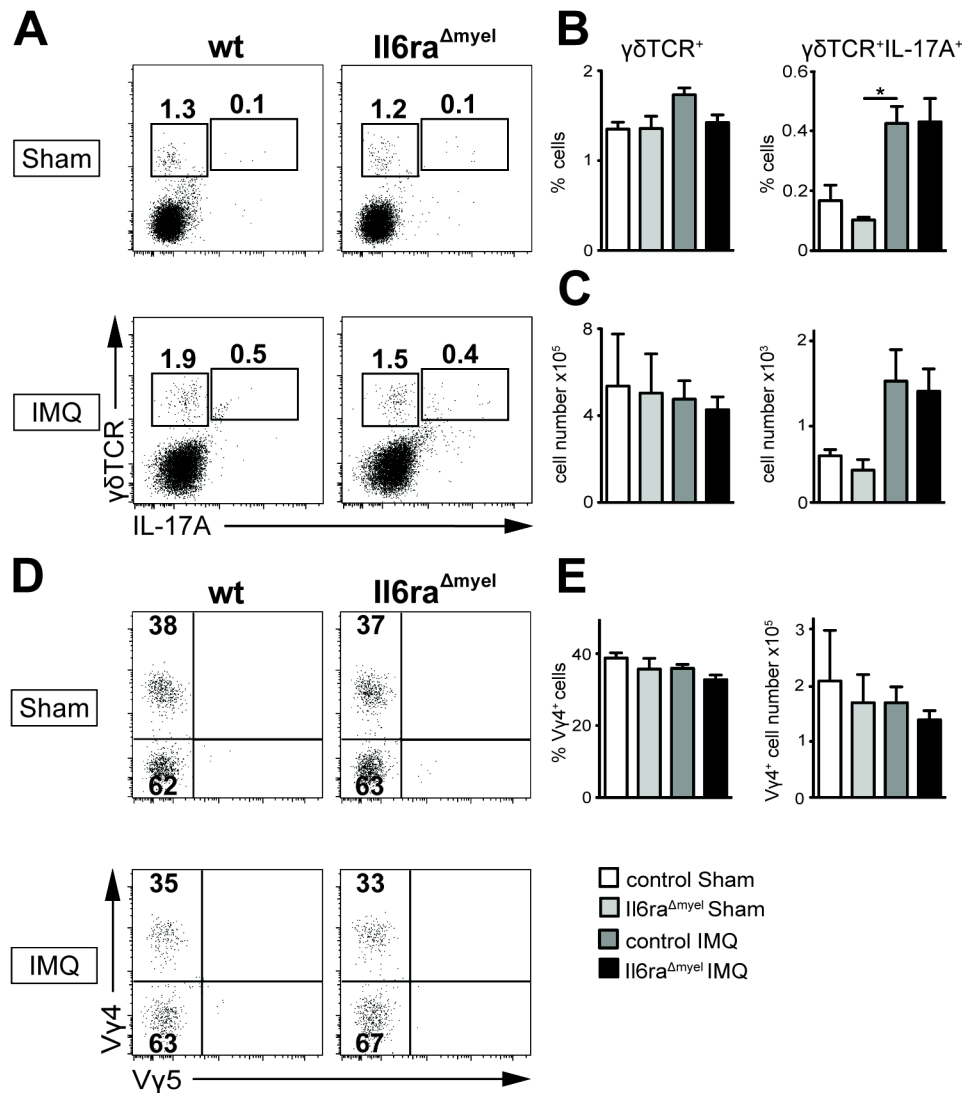 A
wt
Il6ra^Δmyel
Sham
1.3
0.1
1.2
0.1
IMQ
1.9
0.5
1.5
0.4
γδTCR
IL-17A
B
γδTCR⁺
γδTCR⁺IL-17A⁺
% cells
2
1
0
% cells
0.6
0.4
0.2
0
*
C
cell number x10⁵
8
4
0
cell number x10³
2
1
0
D
wt
Il6ra^Δmyel
Sham
38
37
62
63
IMQ
35
33
63
67
Vγ4
Vγ5
E
% Vγ4⁺ cells
40
20
0
Vγ4⁺ cell number x10⁵
3
2
1
0
control Sham
Il6ra^Δmyel Sham
control IMQ
Il6ra^Δmyel IMQ